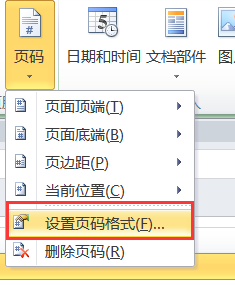 页码 日期和时间 文档部件
页面顶端(T)
页面底端(B)
页边距(P)
当前位置(C)
设置页码格式(F)...
删除页码(R)